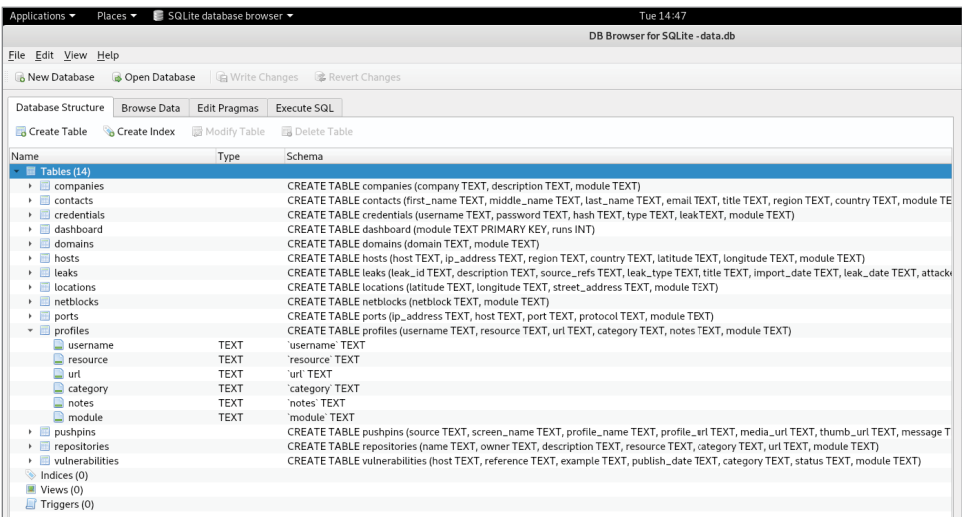 Applications Places SQLite database browser Tue 14:47
DB Browser for SQLite -data.db
File Edit View Help
New Database Open Database Write Changes Revert Changes
Database Structure Browse Data Edit Pragmas Execute SQL
Create Table Create Index Modify Table Delete Table
Name Type Schema
Tables (14)
companies CREATE TABLE companies (company TEXT, description TEXT, module TEXT)
contacts CREATE TABLE contacts (first_name TEXT, middle_name TEXT, last_name TEXT, email TEXT, title TEXT, region TEXT, country TEXT, module TE
credentials CREATE TABLE credentials (username TEXT, password TEXT, hash TEXT, type TEXT, leakTEXT, module TEXT)
dashboard CREATE TABLE dashboard (module TEXT PRIMARY KEY, runs INT)
domains CREATE TABLE domains (domain TEXT, module TEXT)
hosts CREATE TABLE hosts (host TEXT, ip_address TEXT, region TEXT, country TEXT, latitude TEXT, longitude TEXT, module TEXT)
leaks CREATE TABLE leaks (leak_id TEXT, description TEXT, source_refs TEXT, leak_type TEXT, title TEXT, import_date TEXT, leak_date TEXT, attacke
locations CREATE TABLE locations (latitude TEXT, longitude TEXT, street_address TEXT, module TEXT)
netblocks CREATE TABLE netblocks (netblock TEXT, module TEXT)
ports CREATE TABLE ports (ip_address TEXT, host TEXT, port TEXT, protocol TEXT, module TEXT)
profiles CREATE TABLE profiles (username TEXT, resource TEXT, url TEXT, category TEXT, notes TEXT, module TEXT)
username TEXT `username` TEXT
resource TEXT `resource` TEXT
url TEXT `url` TEXT
category TEXT `category` TEXT
notes TEXT `notes` TEXT
module TEXT `module` TEXT
pushpins CREATE TABLE pushpins (source TEXT, screen_name TEXT, profile_name TEXT, profile_url TEXT, media_url TEXT, thumb_url TEXT, message T
repositories CREATE TABLE repositories (name TEXT, owner TEXT, description TEXT, resource TEXT, category TEXT, url TEXT, module TEXT)
vulnerabilities CREATE TABLE vulnerabilities (host TEXT, reference TEXT, example TEXT, publish_date TEXT, category TEXT, status TEXT, module TEXT)
Indices (0)
Views (0)
Triggers (0)